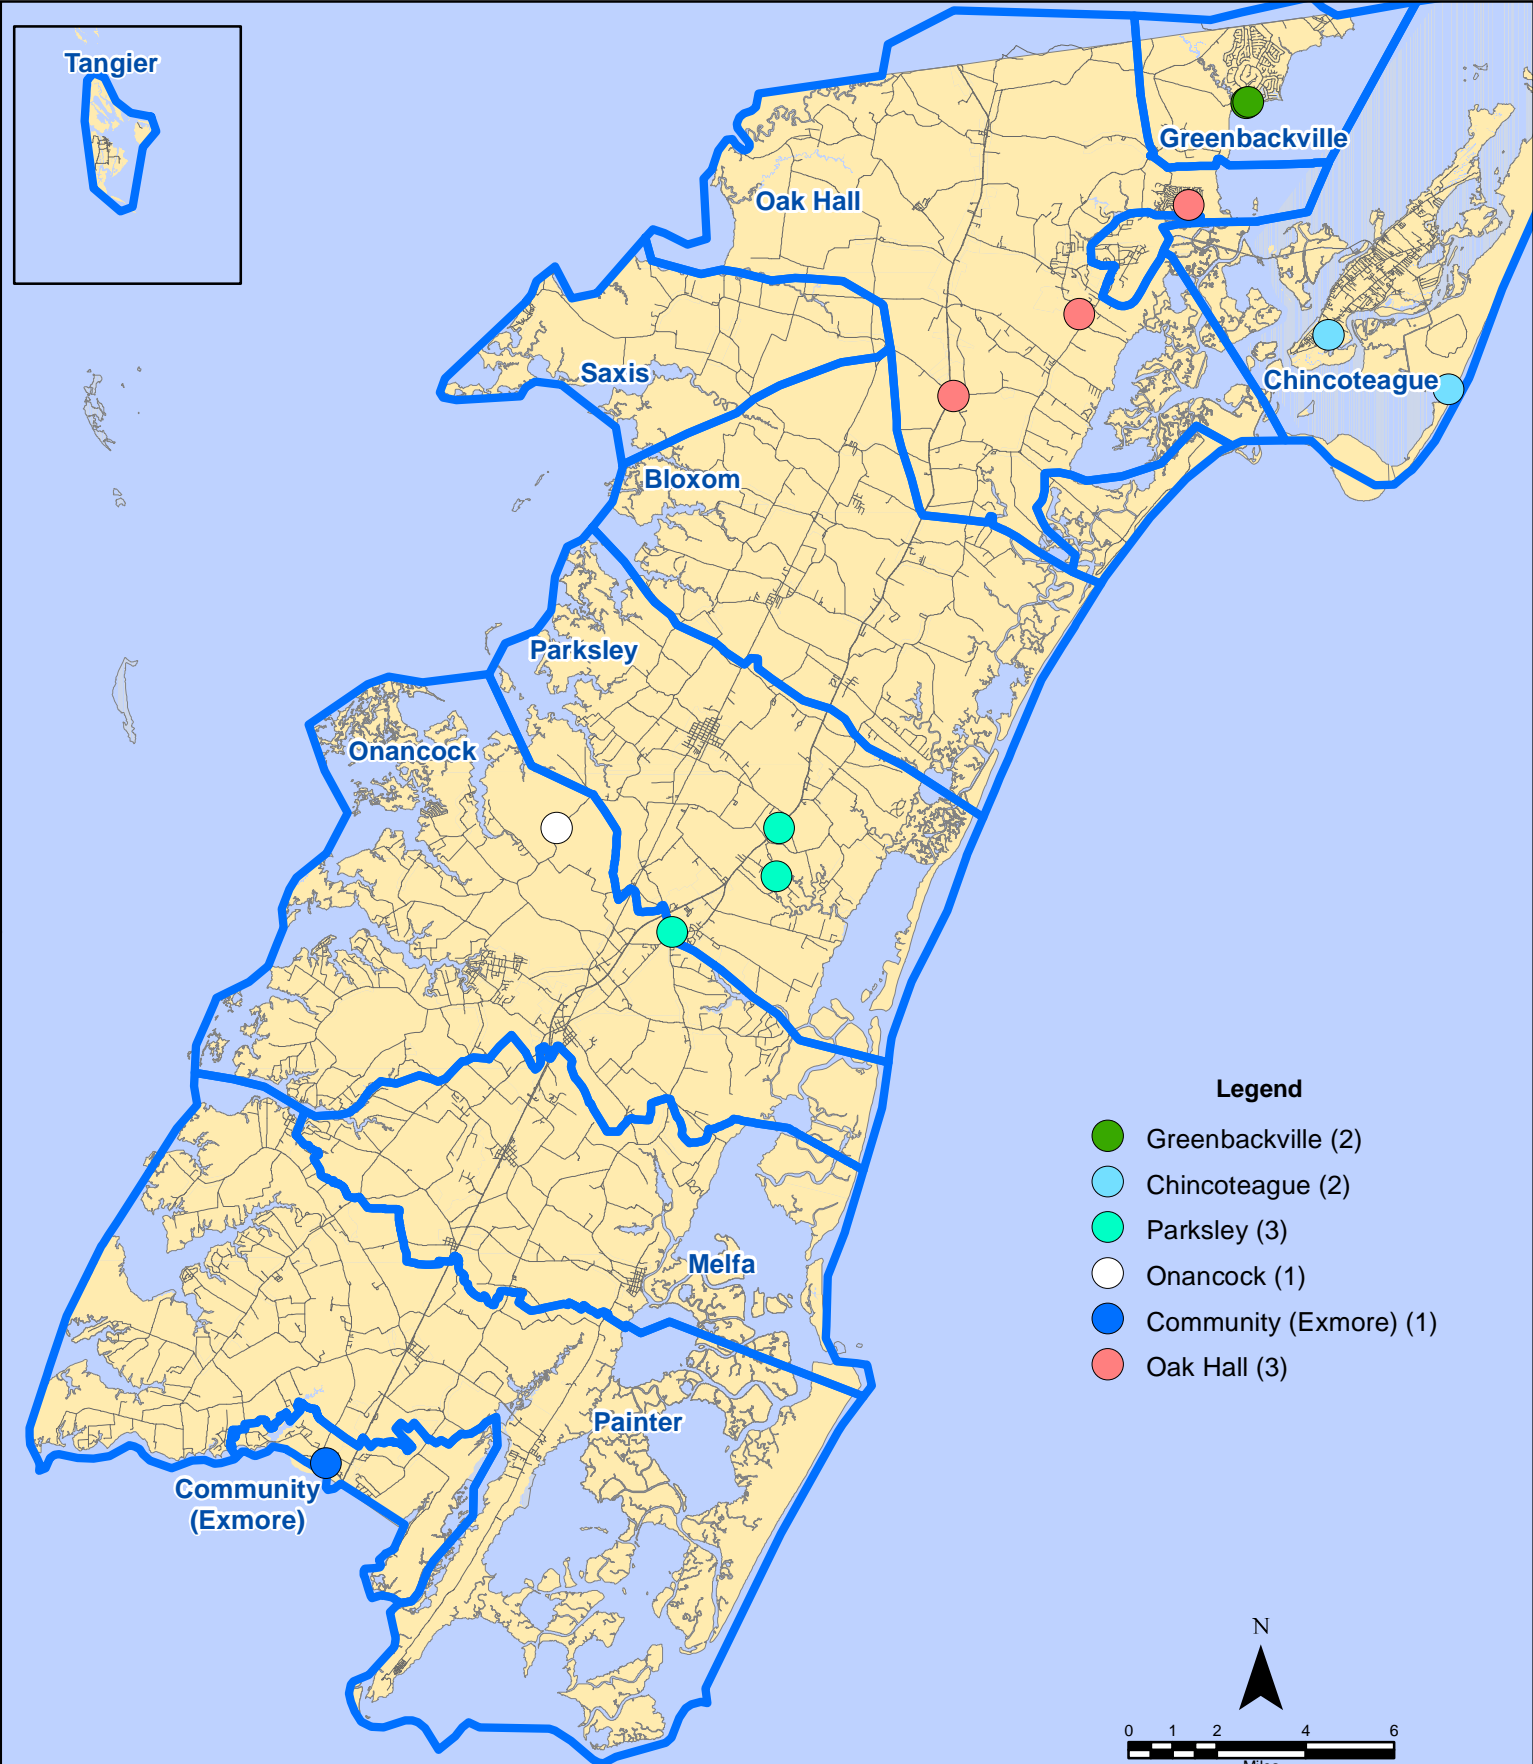 Tangier
Greenbackville
Oak Hall
Saxis
Chincoteague
Bloxom
Parksley
Onancock
Melfa
Painter
Community
(Exmore)
Legend
Greenbackville (2)
Chincoteague (2)
Parksley (3)
Onancock (1)
Community (Exmore) (1)
Oak Hall (3)
N
0 1 2 4 6
Miles